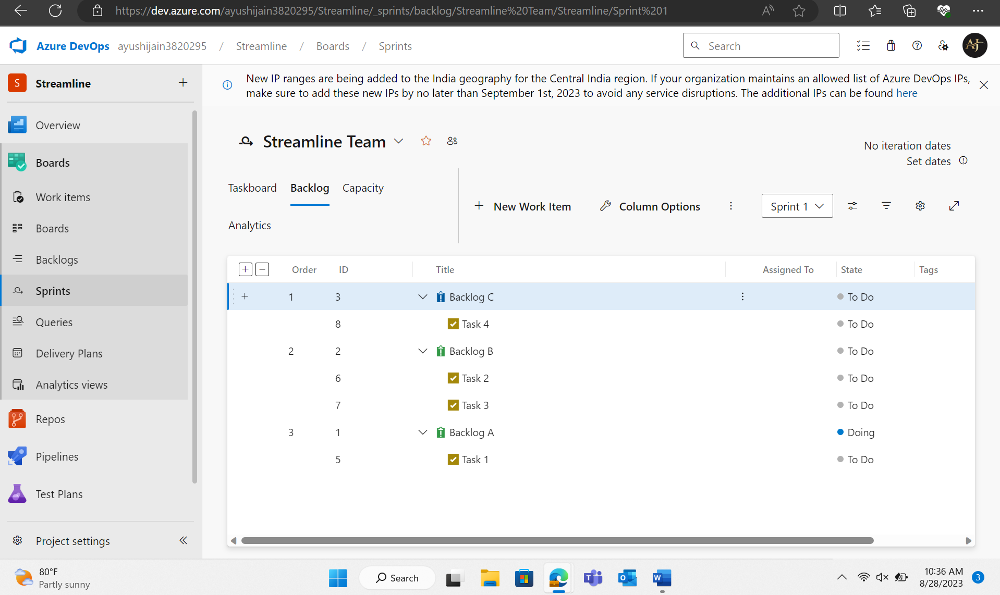 https://dev.azure.com/ayushijain3820295/Streamline/_sprints/backlog/Streamline%20Team/Streamline/Sprint%201
Azure DevOps ayushijain3820295 / Streamline / Boards / Sprints
Search
AJ
S Streamline
New IP ranges are being added to the India geography for the Central India region. If your organization maintains an allowed list of Azure DevOps IPs,
make sure to add these new IPs by no later than September 1st, 2023 to avoid any service disruptions. The additional IPs can be found here
Overview
Boards
Work items
Boards
Backlogs
Sprints
Queries
Delivery Plans
Analytics views
Repos
Pipelines
Test Plans
Project settings
Streamline Team
No iteration dates
Set dates
Taskboard Backlog Capacity
Analytics
New Work Item Column Options Sprint 1
Order ID Title Assigned To State Tags
1 3 Backlog C To Do
8 Task 4 To Do
2 2 Backlog B To Do
6 Task 2 To Do
7 Task 3 To Do
3 1 Backlog A Doing
5 Task 1 To Do
80°F
Partly sunny
Search
10:36 AM
8/28/2023
3